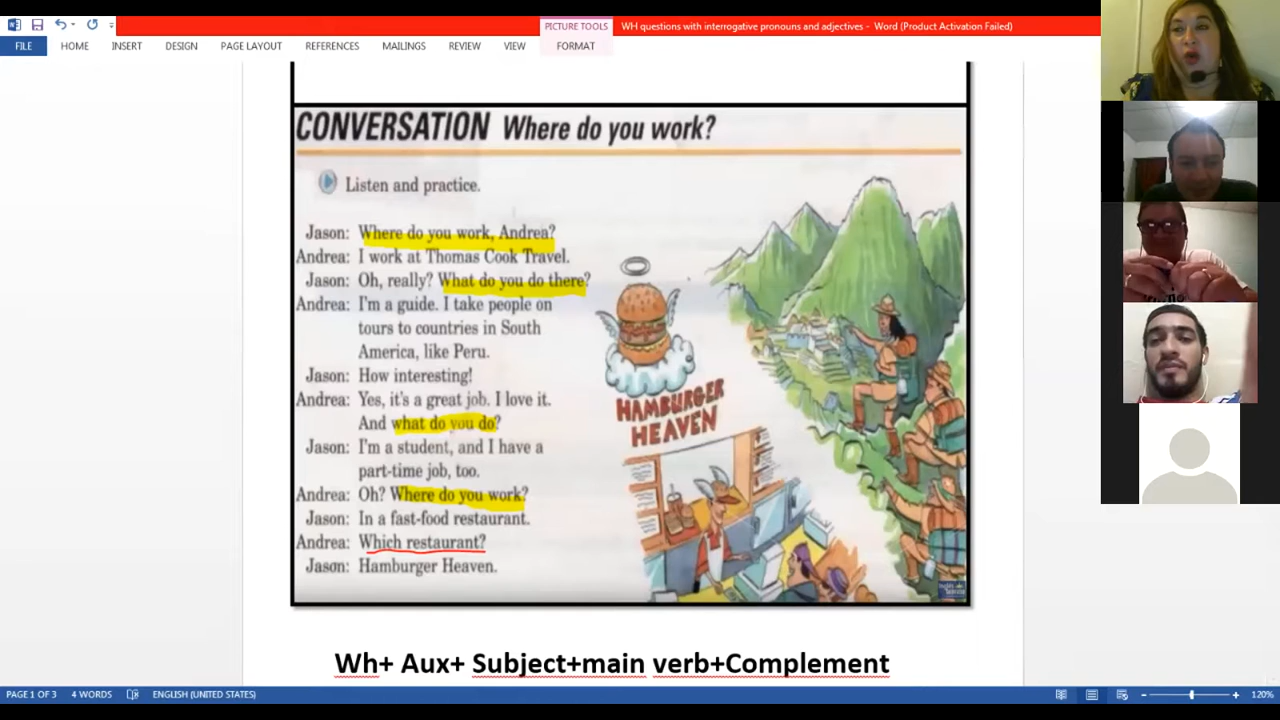 PICTURE TOOLS
WH questions with interrogative pronouns and adjectives - Word (Product Activation Failed)
FILE HOME INSERT DESIGN PAGE LAYOUT REFERENCES MAILINGS REVIEW VIEW FORMAT
CONVERSATION Where do you work?
Listen and practice.
Jason: Where do you work, Andrea?
Andrea: I work at Thomas Cook Travel.
Jason: Oh, really? What do you do there?
Andrea: I'm a guide. I take people on
tours to countries in South
America, like Peru.
Jason: How interesting!
Andrea: Yes, it's a great job. I love it.
And what do you do?
Jason: I'm a student, and I have a
part-time job, too.
Andrea: Oh? Where do you work?
Jason: In a fast-food restaurant.
Andrea: Which restaurant?
Jason: Hamburger Heaven.
HAMBURGER
HEAVEN
Wh+ Aux+ Subject+main verb+Complement
PAGE 1 OF 3 4 WORDS ENGLISH (UNITED STATES) 120%